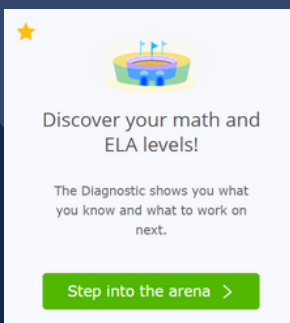 Discover your math and
ELA levels!
The Diagnostic shows you what
you know and what to work on
next.
Step into the arena >